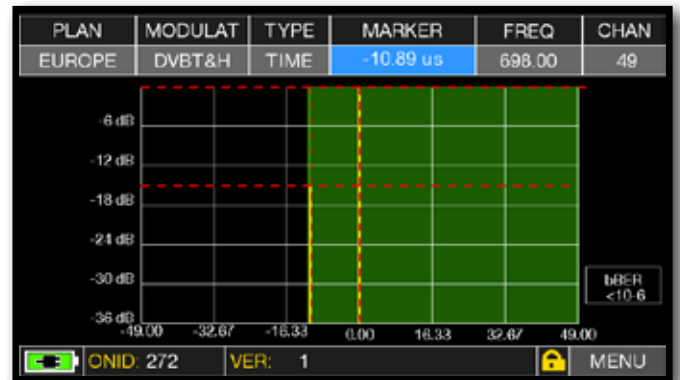 PLAN MODULAT TYPE MARKER FREQ CHAN
EUROPE DVBT&H TIME -10.89 us 698.00 49
-6 dB
-12 dB
-18 dB
-24 dB
-30 dB
-36 dB
bBER
<10-6
-49.00 -32.67 -16.33 0.00 16.33 32.67 49.00
ONID: 272 VER: 1 MENU